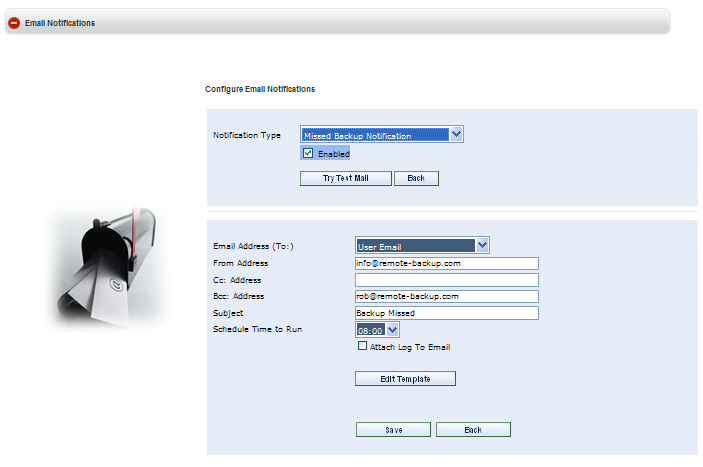 Email Notifications
Configure Email Notifications
Notification Type Missed Backup Notification
Enabled
Try Test Mail Back
Email Address (To:) User Email
From Address info@remote-backup.com
Cc: Address
Bcc: Address rob@remote-backup.com
Subject Backup Missed
Schedule Time to Run 08:00
Attach Log To Email
Edit Template
Save Back
@